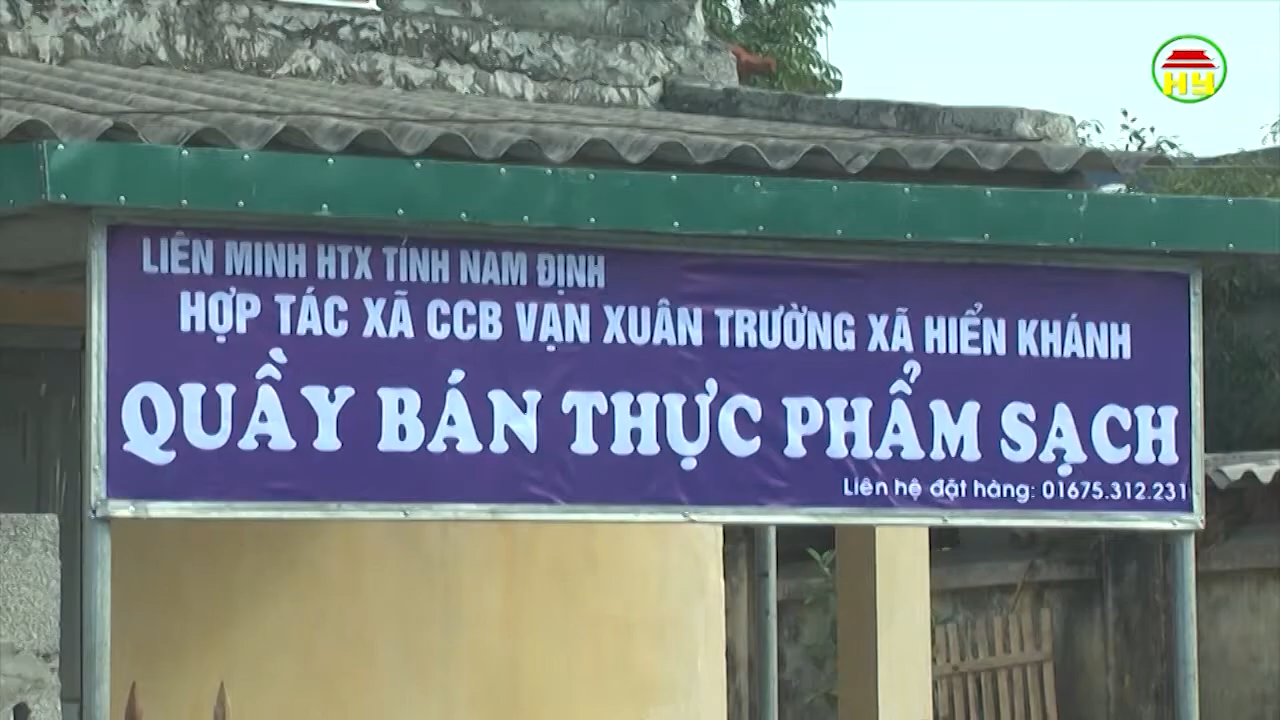 HY
LIÊN MINH HTX TỈNH NAM ĐỊNH
HỢP TÁC XÃ CCB VẠN XUÂN TRƯỜNG XÃ HIỂN KHÁNH
QUẦY BÁN THỰC PHẨM SẠCH
Liên hệ đặt hàng: 01675.312.231